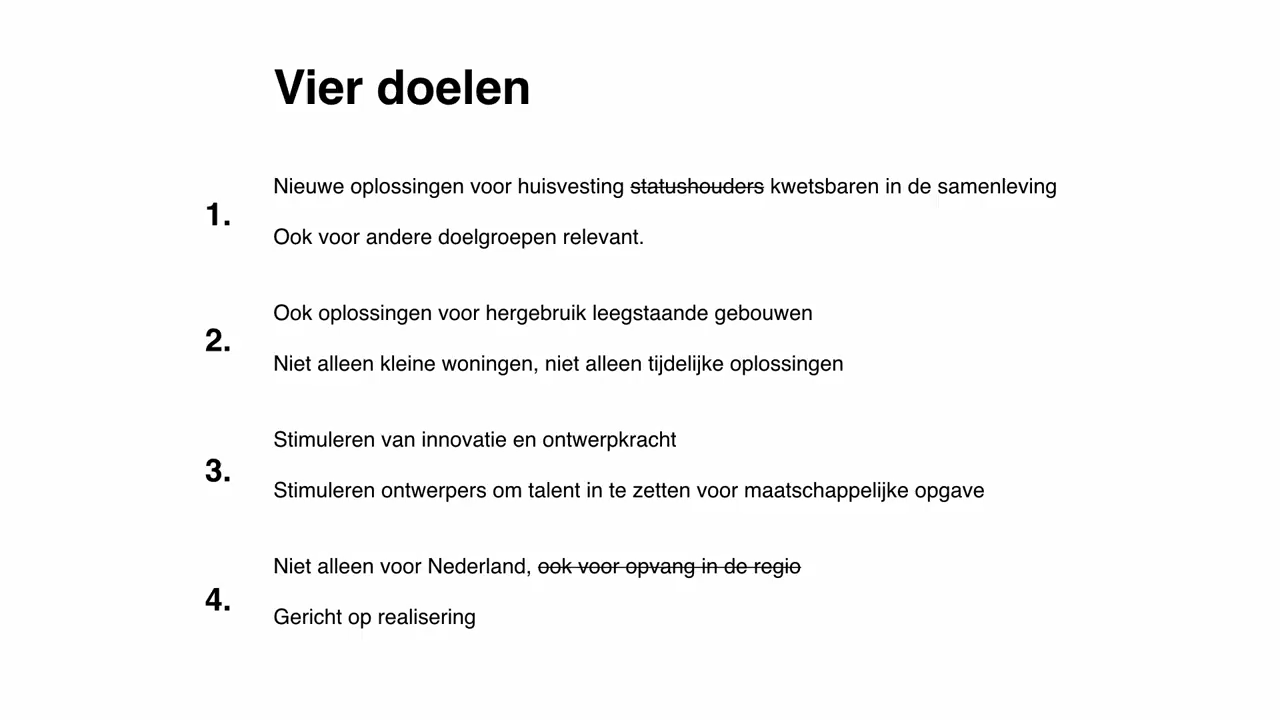 Vier doelen
1.
Nieuwe oplossingen voor huisvesting statushouders kwetsbaren in de samenleving
Ook voor andere doelgroepen relevant.
2.
Ook oplossingen voor hergebruik leegstaande gebouwen
Niet alleen kleine woningen, niet alleen tijdelijke oplossingen
3.
Stimuleren van innovatie en ontwerpkracht
Stimuleren ontwerpers om talent in te zetten voor maatschappelijke opgave
4.
Niet alleen voor Nederland, ook voor opvang in de regio
Gericht op realisering